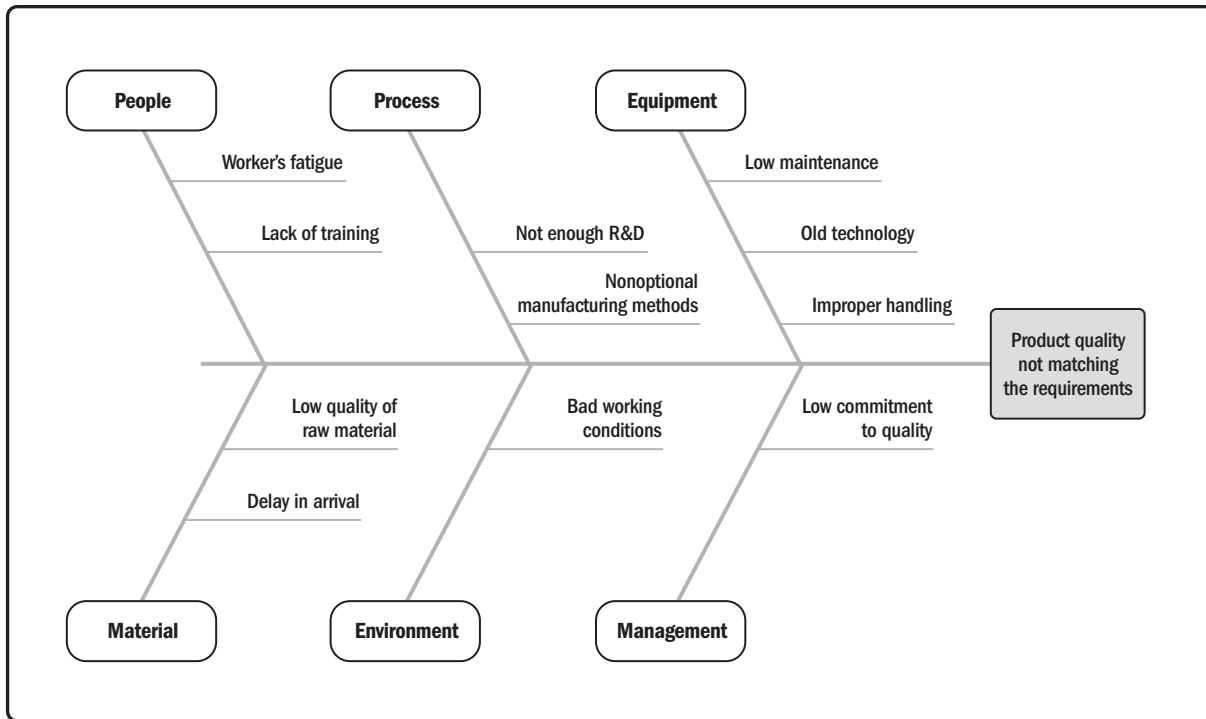 People
Process
Equipment
Worker's fatigue
Low maintenance
Lack of training
Not enough R&D
Old technology
Nonoptional
manufacturing methods
Improper handling
Product quality
not matching
the requirements
Low quality of
raw material
Bad working
conditions
Low commitment
to quality
Delay in arrival
Material
Environment
Management